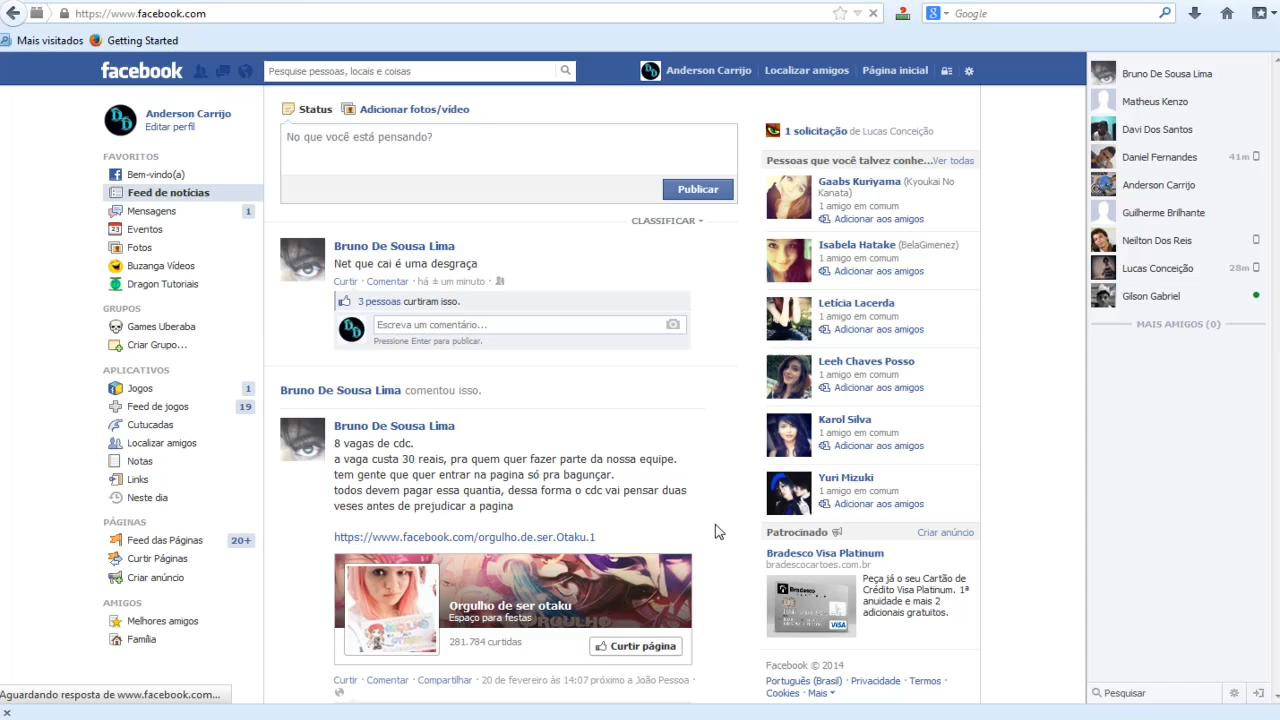 https://www.facebook.com
Google
Mais visitados
Getting Started
facebook
Pesquise pessoas, locais e coisas
Anderson Carrijo
Localizar amigos
Página inicial
Anderson Carrijo
Editar perfil
FAVORITOS
Bem-vindo(a)
Feed de notícias
Mensagens 1
Eventos
Fotos
Buzanga Vídeos
Dragon Tutoriais
GRUPOS
Games Uberaba
Criar Grupo...
APLICATIVOS
Jogos 1
Feed de jogos 19
Cutucadas
Localizar amigos
Notas
Links
Neste dia
PÁGINAS
Feed das Páginas 20+
Curtir Páginas
Criar anúncio
AMIGOS
Melhores amigos
Família
Aguardando resposta de www.facebook.com...
Status
Adicionar fotos/vídeo
No que você está pensando?
Publicar
CLASSIFICAR
Bruno De Sousa Lima
Net que cai é uma desgraça
Curtir · Comentar · há ± um minuto ·
3 pessoas curtiram isso.
Escreva um comentário...
Pressione Enter para publicar.
Bruno De Sousa Lima comentou isso.
Bruno De Sousa Lima
8 vagas de cdc.
a vaga custa 30 reais, pra quem quer fazer parte da nossa equipe.
tem gente que quer entrar na pagina só pra bagunçar.
todos devem pagar essa quantia, dessa forma o cdc vai pensar duas
veses antes de prejudicar a pagina
https://www.facebook.com/orgulho.de.ser.Otaku.1
Orgulho de ser otaku
Espaço para festas
281.784 curtidas
Curtir página
Curtir · Comentar · Compartilhar · 20 de fevereiro às 14:07 próximo a João Pessoa ·
1 solicitação de Lucas Conceição
Pessoas que você talvez conhe... Ver todas
Gaabs Kuriyama (Kyoukai No
Kanata)
1 amigo em comum
Adicionar aos amigos
Isabela Hatake (BelaGimenez)
1 amigo em comum
Adicionar aos amigos
Letícia Lacerda
1 amigo em comum
Adicionar aos amigos
Leeh Chaves Posso
1 amigo em comum
Adicionar aos amigos
Karol Silva
1 amigo em comum
Adicionar aos amigos
Yuri Mizuki
1 amigo em comum
Adicionar aos amigos
Patrocinado Criar anúncio
Bradesco Visa Platinum
bradescocartoes.com.br
Bradesco
VISA
Peça já o seu Cartão de
Crédito Visa Platinum. 1ª
anuidade e mais 2
adicionais gratuitos.
Facebook © 2014
Português (Brasil) · Privacidade · Termos ·
Cookies · Mais
Bruno De Sousa Lima
Matheus Kenzo
Davi Dos Santos
Daniel Fernandes 41m
Anderson Carrijo
Guilherme Brilhante
Neilton Dos Reis
Lucas Conceição 28m
Gilson Gabriel
MAIS AMIGOS (0)
Pesquisar